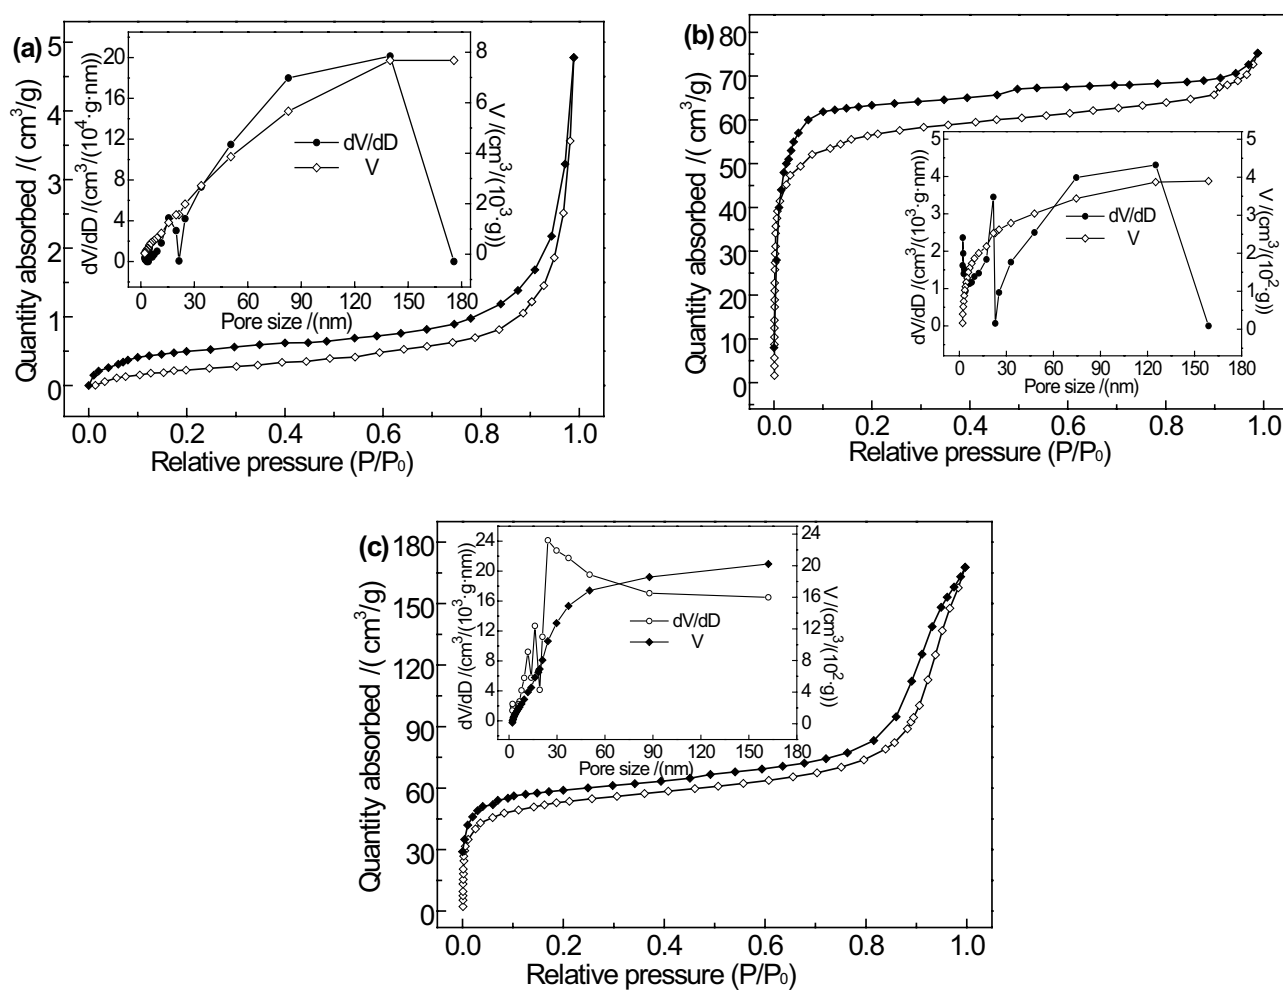 (a)
Quantity absorbed /( cm³/g)
5
4
3
2
1
0
0.0 0.2 0.4 0.6 0.8 1.0
Relative pressure (P/P₀)
dV/dD /(cm³/(10⁴·g·nm))
20
16
12
8
4
0
0 30 60 90 120 150 180
Pore size /(nm)
8
6
4
2
0
V /(cm³/(10³·g))
dV/dD
V
(b)
Quantity absorbed /( cm³/g)
80
70
60
50
40
30
20
10
0
0.0 0.2 0.4 0.6 0.8 1.0
Relative pressure (P/P₀)
dV/dD /(cm³/(10³·g·nm))
5
4
3
2
1
0
0 30 60 90 120 150 180
Pore size /(nm)
5
4
3
2
1
0
V /(cm³/(10²·g))
dV/dD
V
(c)
Quantity absorbed /( cm³/g)
180
150
120
90
60
30
0
0.0 0.2 0.4 0.6 0.8 1.0
Relative pressure (P/P₀)
dV/dD /(cm³/(10³·g·nm))
24
20
16
12
8
4
0
0 30 60 90 120 150 180
Pore size /(nm)
24
20
16
12
8
4
0
V /(cm³/(10²·g))
dV/dD
V